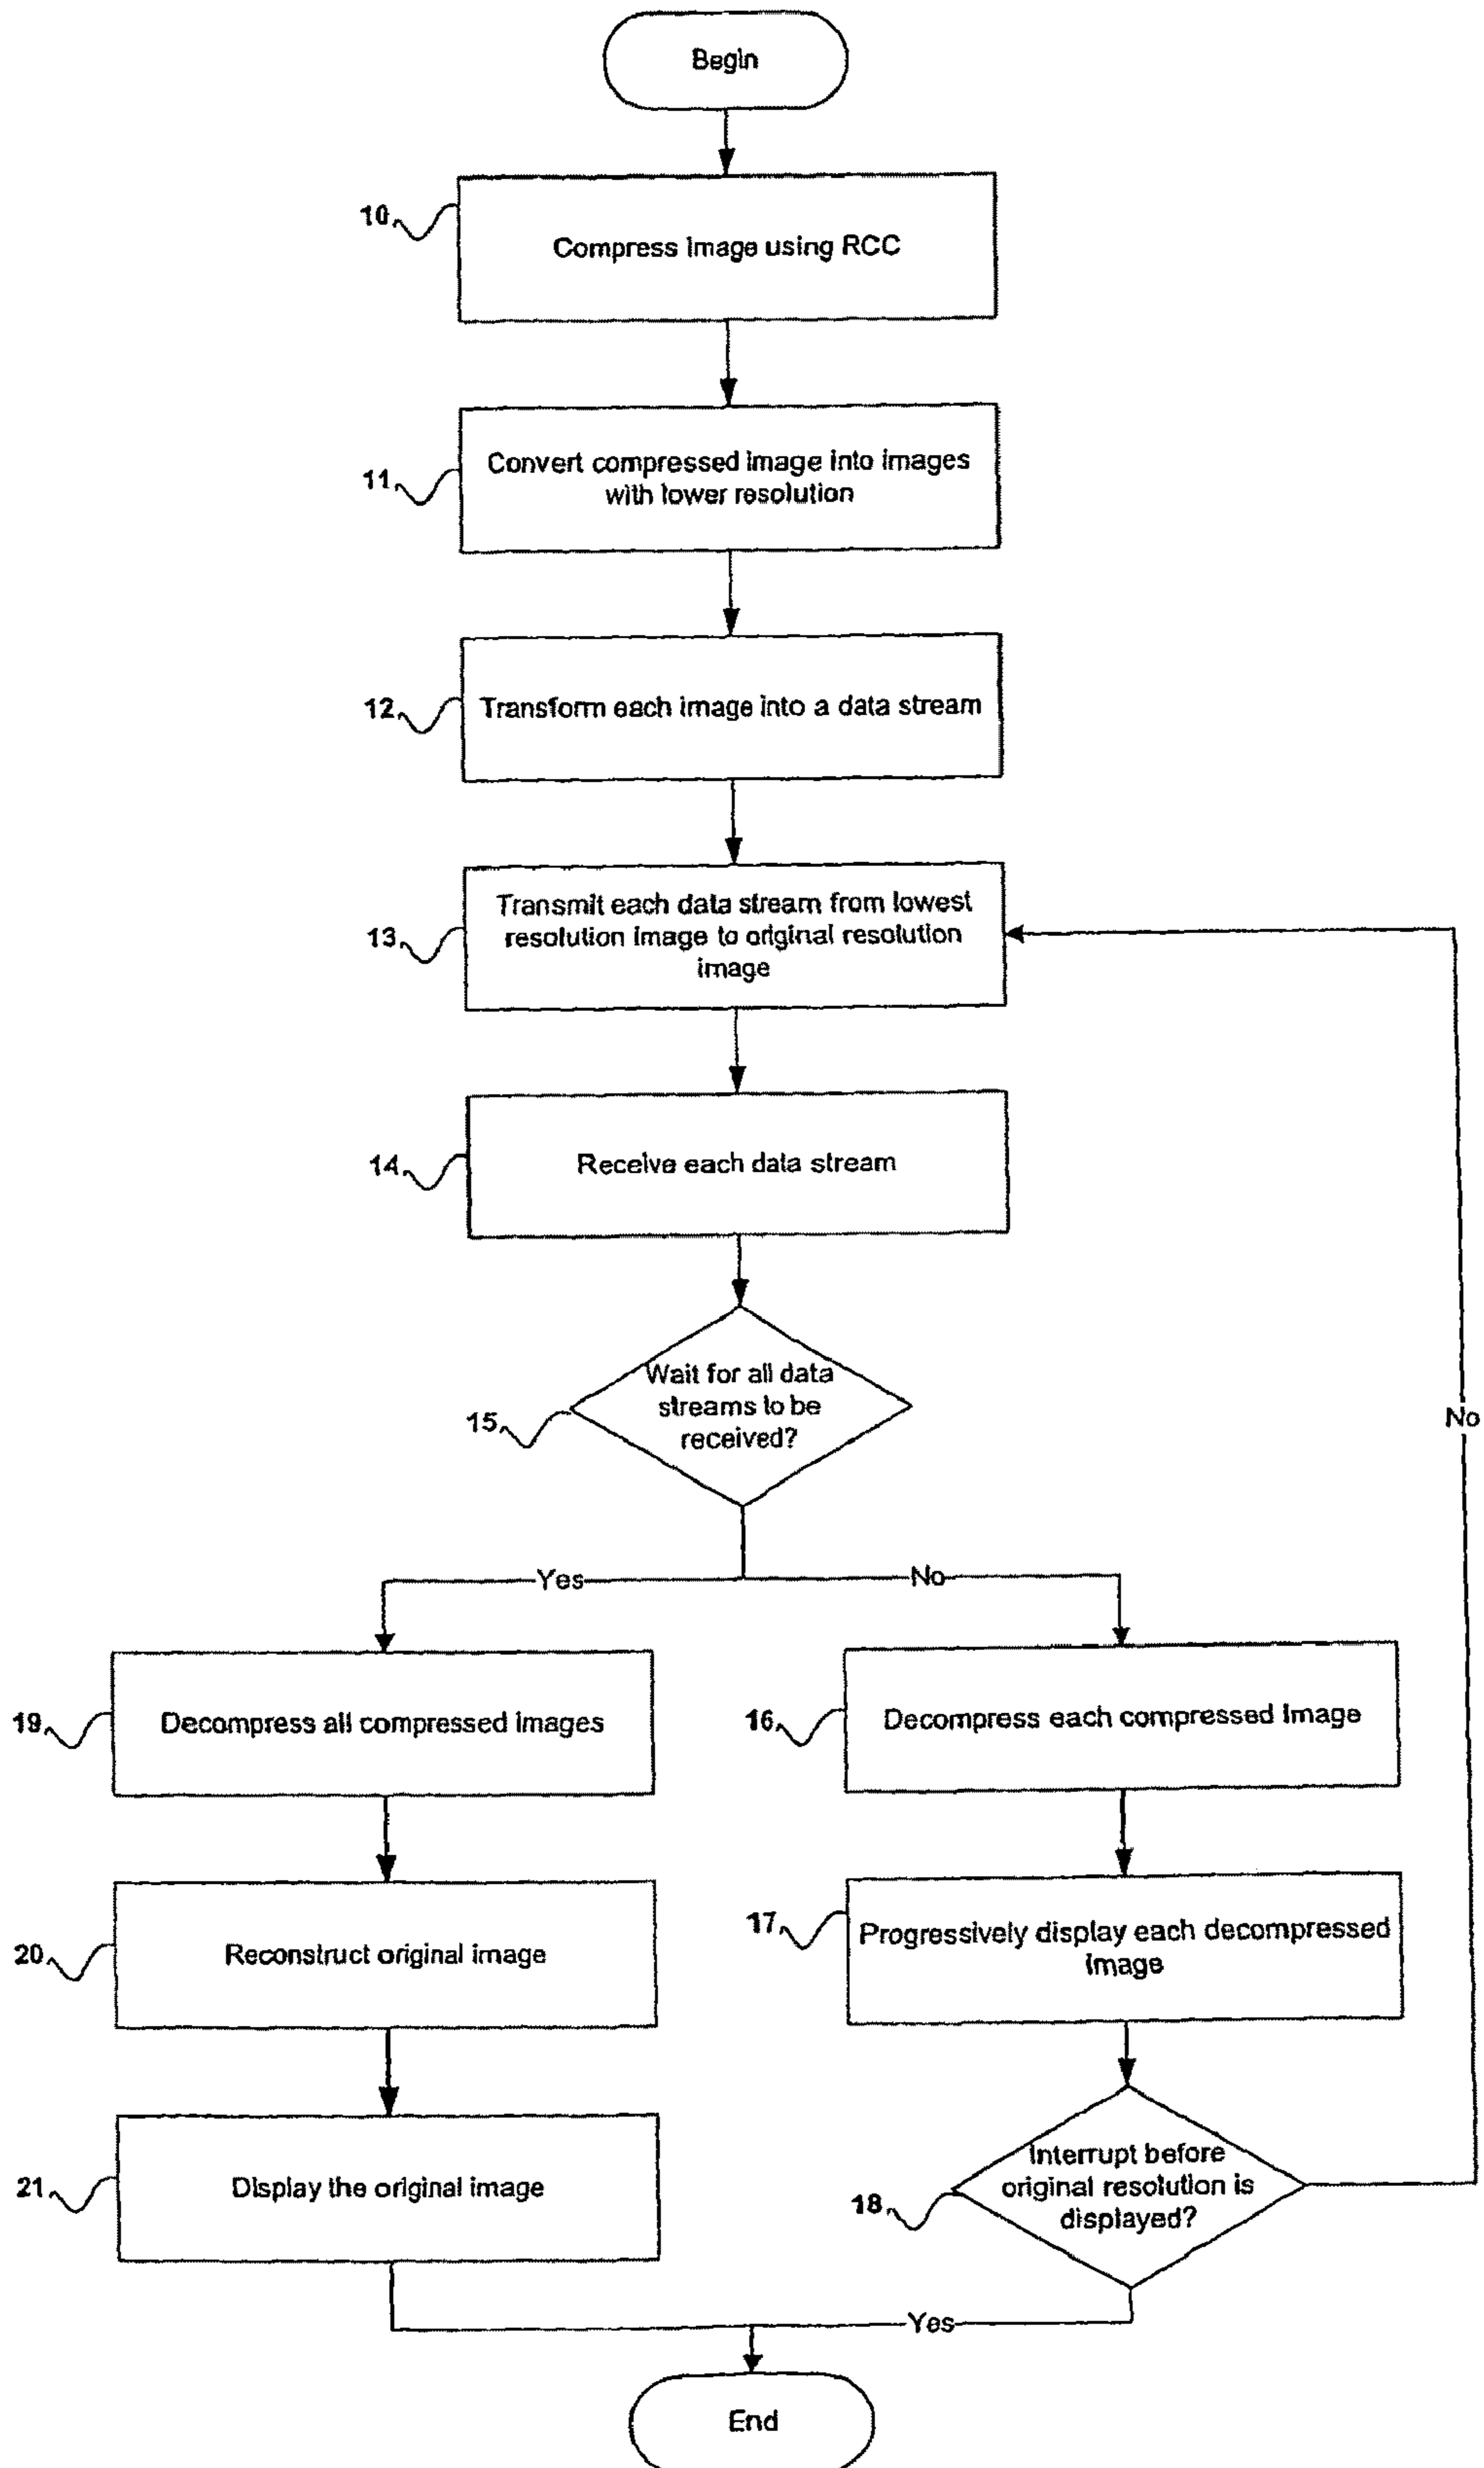 Begin
10
Compress image using RCC
11
Convert compressed image into images
with lower resolution
12
Transform each image into a data stream
13
Transmit each data stream from lowest
resolution image to original resolution
image
14
Receive each data stream
15
Wait for all data
streams to be
received?
No
Yes
No
19
Decompress all compressed images
16
Decompress each compressed image
20
Reconstruct original image
17
Progressively display each decompressed
image
21
Display the original image
18
Interrupt before
original resolution is
displayed?
Yes
End